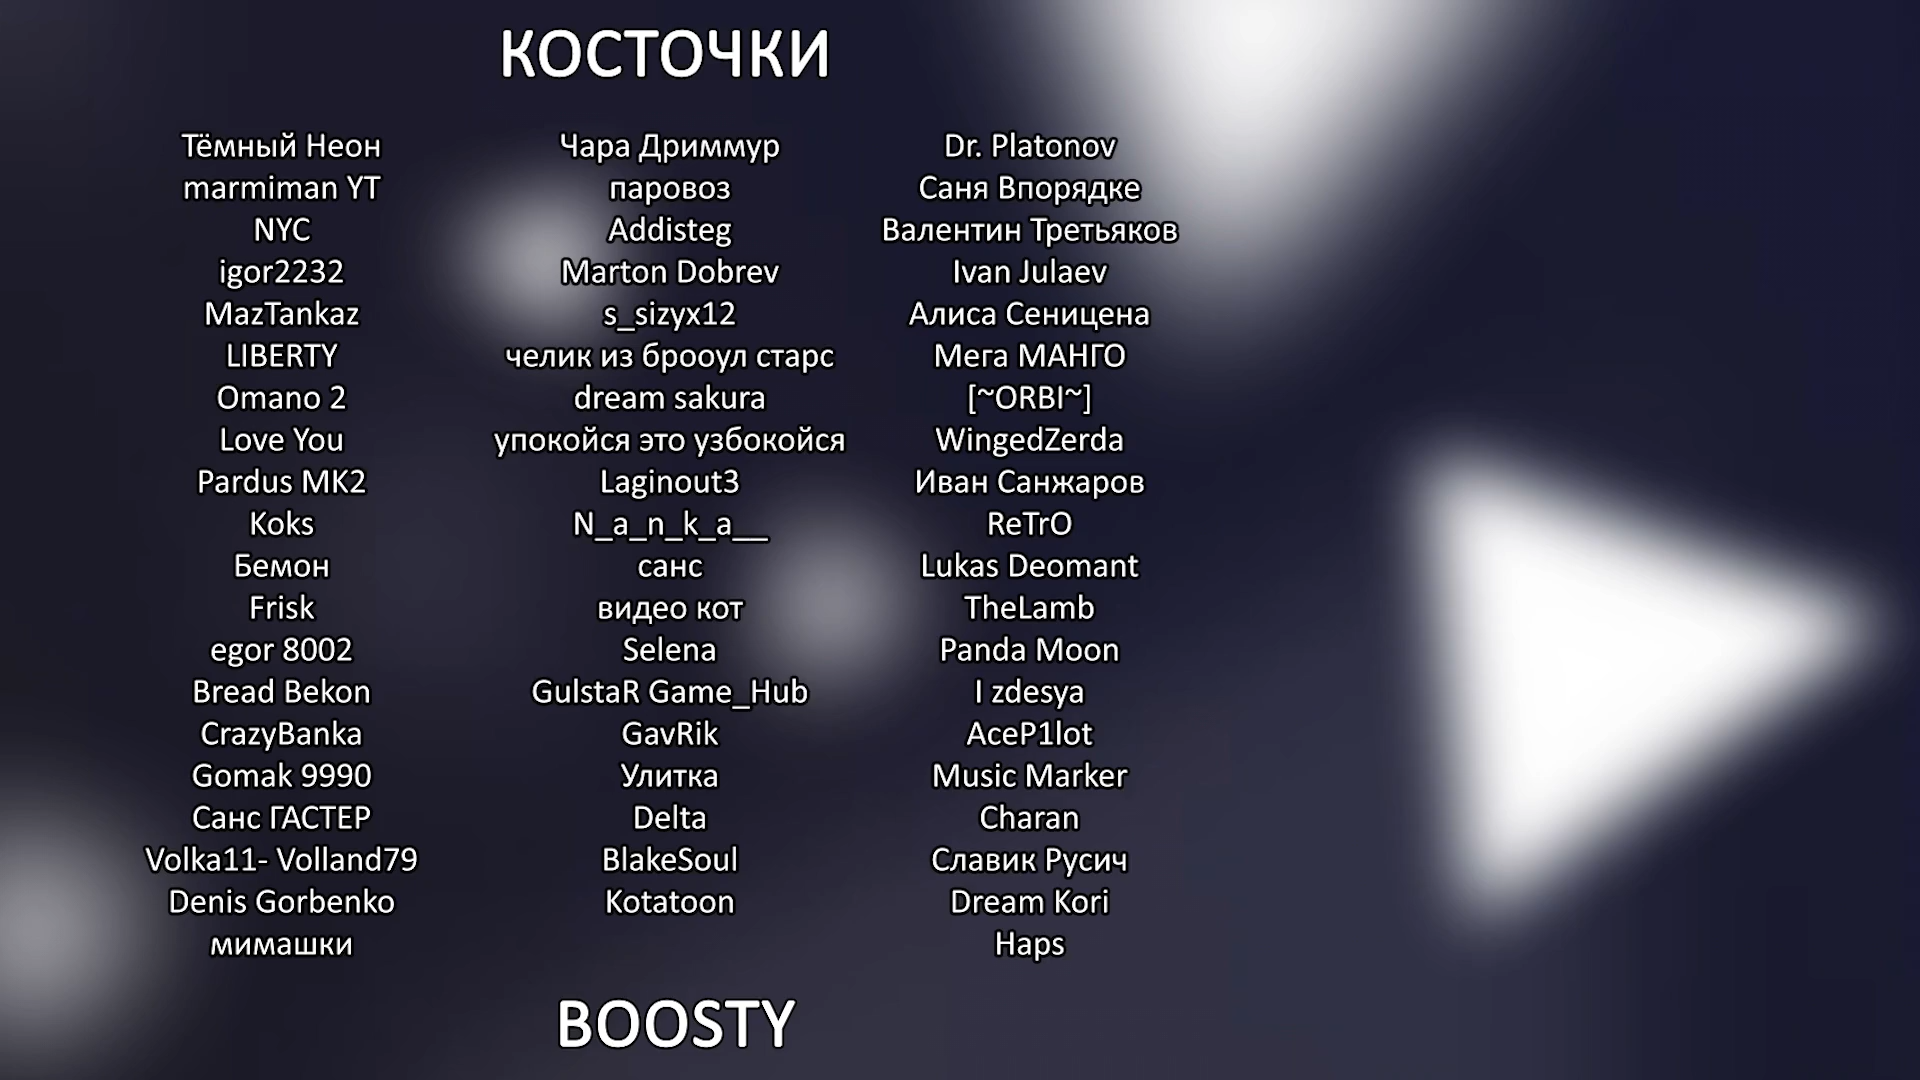 КОСТОЧКИ
Тёмный Неон
marmiman YT
NYC
igor2232
MazTankaz
LIBERTY
Omano 2
Love You
Pardus MK2
Koks
Бемон
Frisk
egor 8002
Bread Bekon
CrazyBanka
Gomak 9990
Санс ГАСТЕР
Volka11- Volland79
Denis Gorbenko
мимашки
Чара Дриммур
паровоз
Addisteg
Marton Dobrev
s_sizyx12
челик из брооул старс
dream sakura
упокойся это узбокойся
Laginout3
N_a_n_k_a__
санс
видео кот
Selena
GulstaR Game_Hub
GavRik
Улитка
Delta
BlakeSoul
Kotatoon
Dr. Platonov
Саня Впорядке
Валентин Третьяков
Ivan Julaev
Алиса Сеницена
Мега МАНГО
[~ORBI~]
WingedZerda
Иван Санжаров
ReTrO
Lukas Deomant
TheLamb
Panda Moon
I zdesya
AceP1lot
Music Marker
Charan
Славик Русич
Dream Kori
Haps
BOOSTY